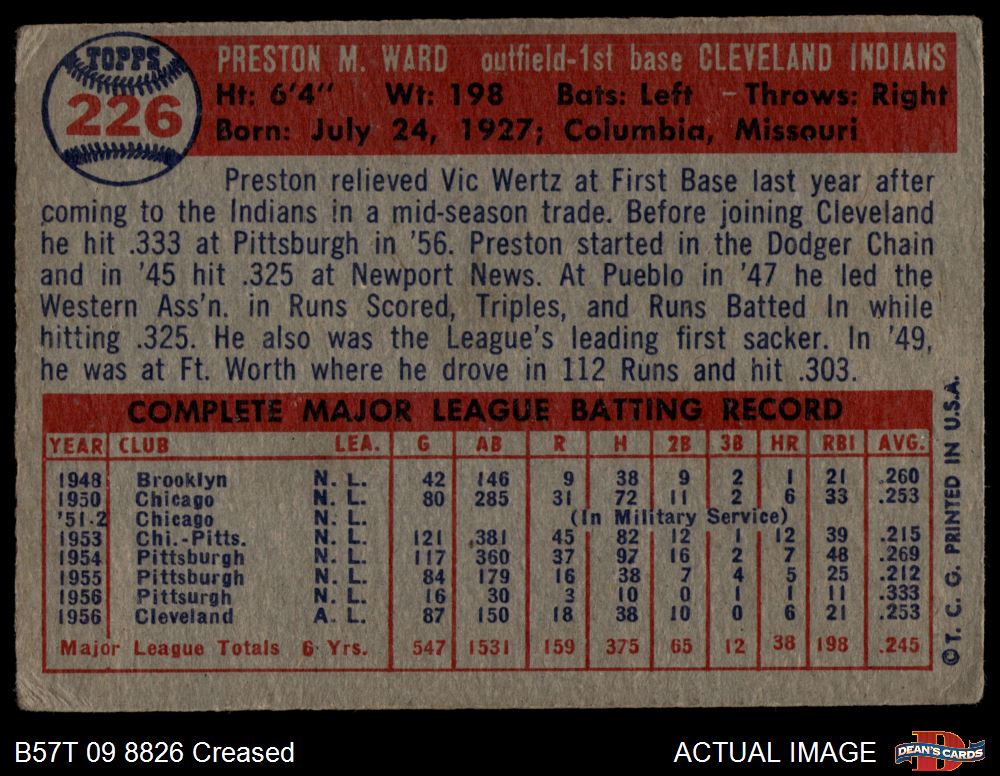 TOPPS
226
PRESTON M. WARD outfield-1st base CLEVELAND INDIANS
Ht: 6'4" Wt: 198 Bats: Left - Throws: Right
Born: July 24, 1927; Columbia, Missouri
Preston relieved Vic Wertz at First Base last year after
coming to the Indians in a mid-season trade. Before joining Cleveland
he hit .333 at Pittsburgh in '56. Preston started in the Dodger Chain
and in '45 hit .325 at Newport News. At Pueblo in '47 he led the
Western Ass'n. in Runs Scored, Triples, and Runs Batted In while
hitting .325. He also was the League's leading first sacker. In '49,
he was at Ft. Worth where he drove in 112 Runs and hit .303.
COMPLETE MAJOR LEAGUE BATTING RECORD
YEAR CLUB LEA. G AB R H 2B 3B HR RBI AVG.
1948 Brooklyn N. L. 42 146 9 38 9 2 1 21 .260
1950 Chicago N. L. 80 285 31 72 11 2 6 33 .253
'51-2 Chicago N. L. (In Military Service)
1953 Chi.-Pitts. N. L. 121 381 45 82 12 1 12 39 .215
1954 Pittsburgh N. L. 117 360 37 97 16 2 7 48 .269
1955 Pittsburgh N. L. 84 179 16 38 7 4 5 25 .212
1956 Pittsurgh N. L. 16 30 3 10 0 1 1 11 .333
1956 Cleveland A. L. 87 150 18 38 10 0 6 21 .253
Major League Totals 6 Yrs. 547 1531 159 375 65 12 38 198 .245
© T. C. G. PRINTED IN U.S.A.
B57T 09 8826 Creased
ACTUAL IMAGE
D
DEAN'S CARDS